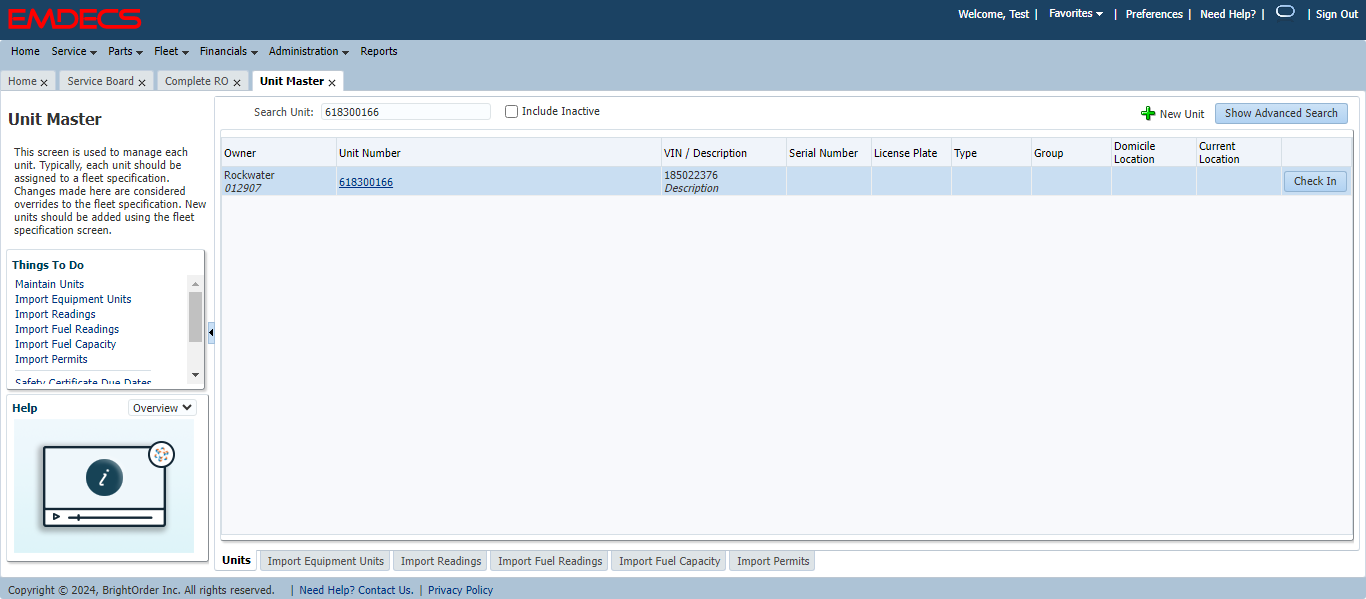 EMDECS
Welcome, Test | Favorites | Preferences | Need Help? | | Sign Out
Home Service Parts Fleet Financials Administration Reports
Home x Service Board x Complete RO x Unit Master x
Unit Master
This screen is used to manage each
unit. Typically, each unit should be
assigned to a fleet specification.
Changes made here are considered
overrides to the fleet specification. New
units should be added using the fleet
specification screen.
Things To Do
Maintain Units
Import Equipment Units
Import Readings
Import Fuel Readings
Import Fuel Capacity
Import Permits
Safety Certificate Due Dates
Help Overview
i
Search Unit: 618300166 Include Inactive New Unit Show Advanced Search
Owner Unit Number VIN / Description Serial Number License Plate Type Group Domicile Location Current Location
Rockwater 618300166 185022376 Check In
012907 Description
Units Import Equipment Units Import Readings Import Fuel Readings Import Fuel Capacity Import Permits
Copyright © 2024, BrightOrder Inc. All rights reserved. | Need Help? Contact Us. | Privacy Policy